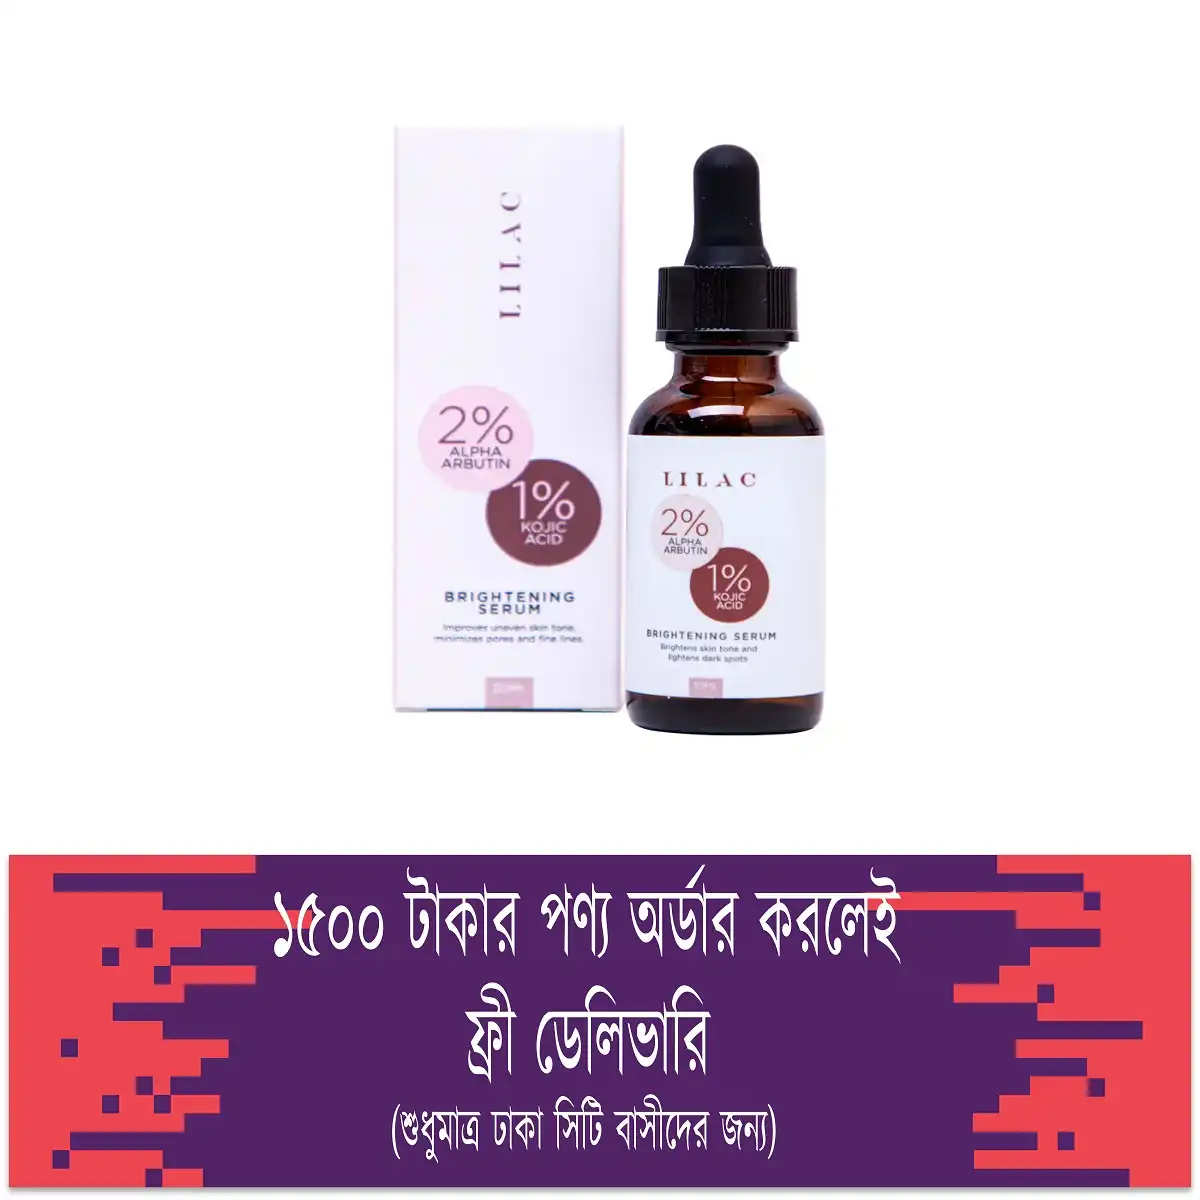 LILAC
2%
ALPHA
ARBUTIN
1%
KOJIC
ACID
BRIGHTENING
SERUM
Improves uneven skin tone,
minimizes pores and fine lines
LILAC
2%
ALPHA
ARBUTIN
1%
KOJIC
ACID
BRIGHTENING SERUM
Brightens skin tone and
lightens dark spots
১৫০০ টাকার পণ্য অর্ডার করলেই
ফ্রী ডেলিভারি
(শুধুমাত্র ঢাকা সিটি বাসীদের জন্য)